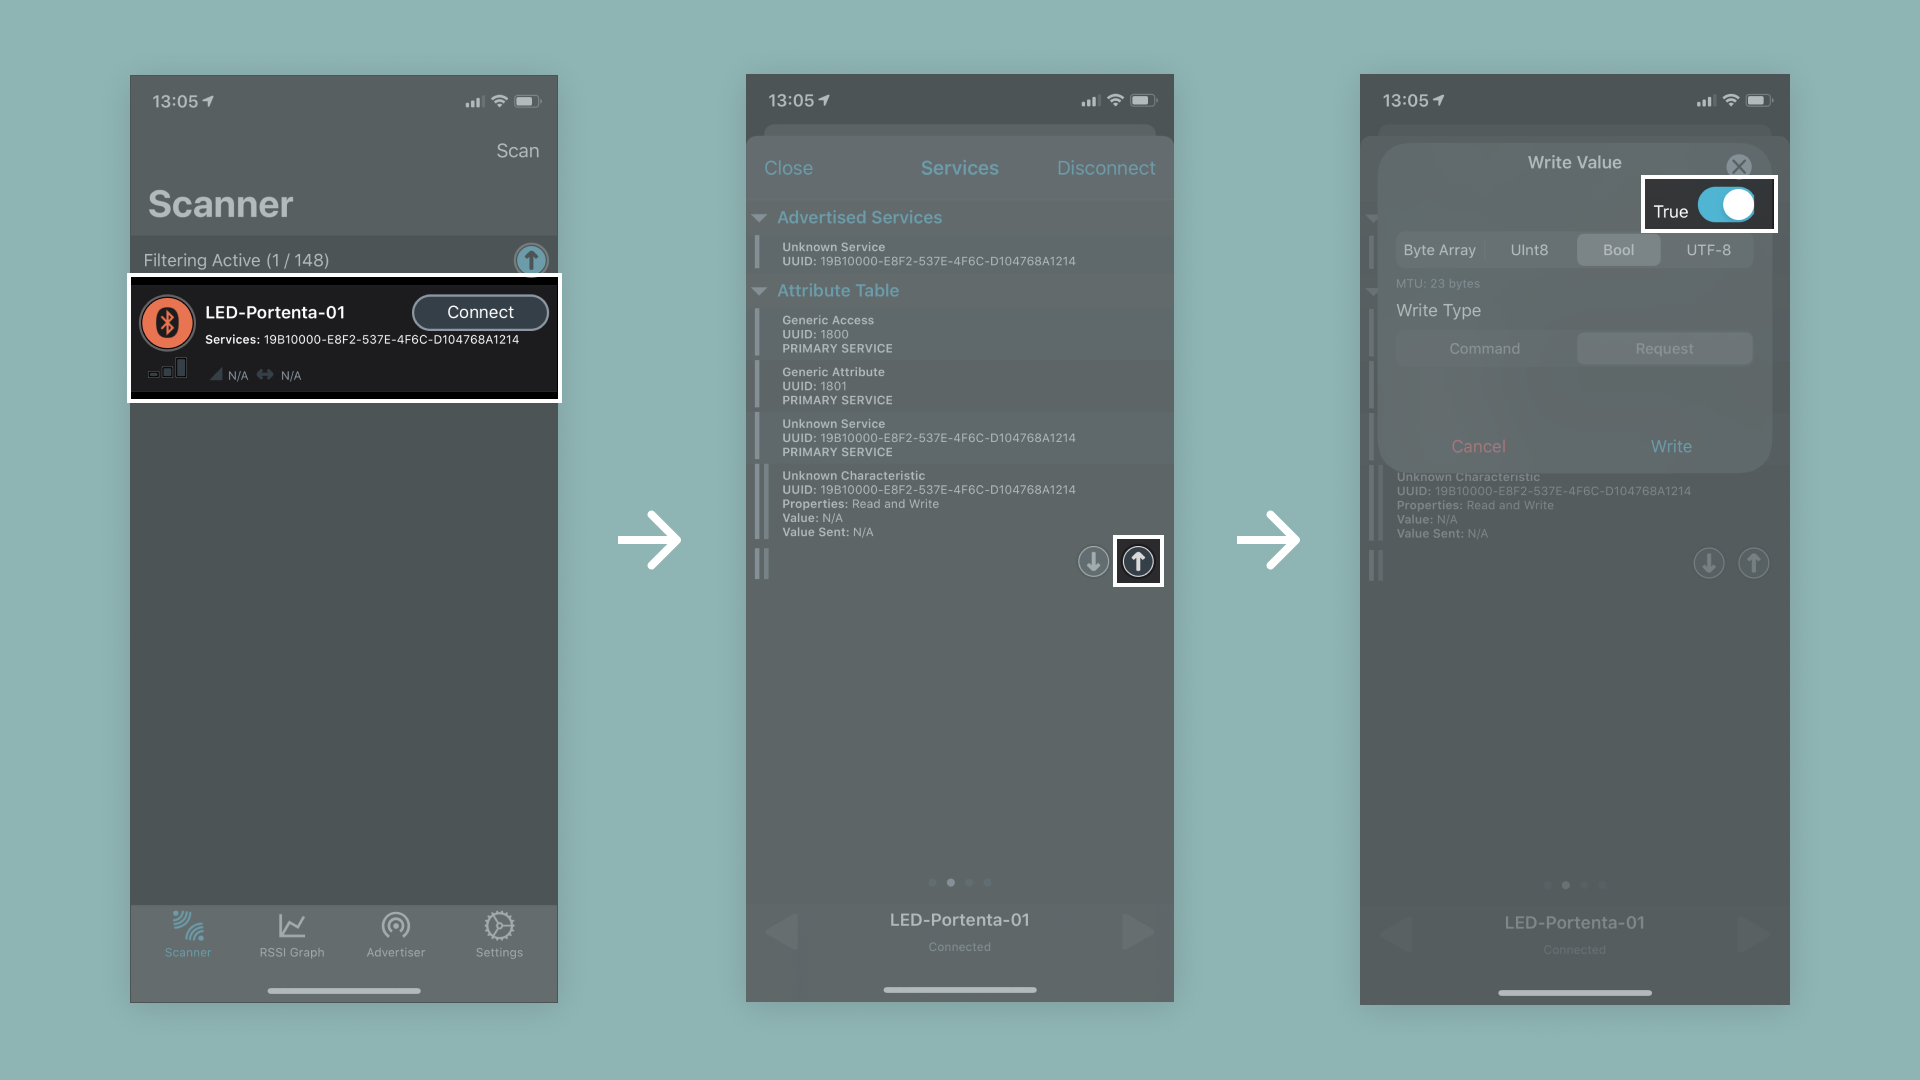 13:05
Scan
Scanner
Filtering Active (1 / 148)
LED-Portenta-01
Connect
Services: 19B10000-E8F2-537E-4F6C-D104768A1214
N/A N/A
Scanner RSSI Graph Advertiser Settings
13:05
Close Services Disconnect
Advertised Services
Unknown Service
UUID: 19B10000-E8F2-537E-4F6C-D104768A1214
Attribute Table
Generic Access
UUID: 1800
PRIMARY SERVICE
Generic Attribute
UUID: 1801
PRIMARY SERVICE
Unknown Service
UUID: 19B10000-E8F2-537E-4F6C-D104768A1214
PRIMARY SERVICE
Unknown Characteristic
UUID: 19B10000-E8F2-537E-4F6C-D104768A1214
Properties: Read and Write
Value: N/A
Value Sent: N/A
LED-Portenta-01
Connected
13:05
Write Value
True
Byte Array UInt8 Bool UTF-8
MTU: 23 bytes
Write Type
Command Request
Cancel Write
Unknown Characteristic
UUID: 19B10000-E8F2-537E-4F6C-D104768A1214
Properties: Read and Write
Value: N/A
Value Sent: N/A
LED-Portenta-01
Connected